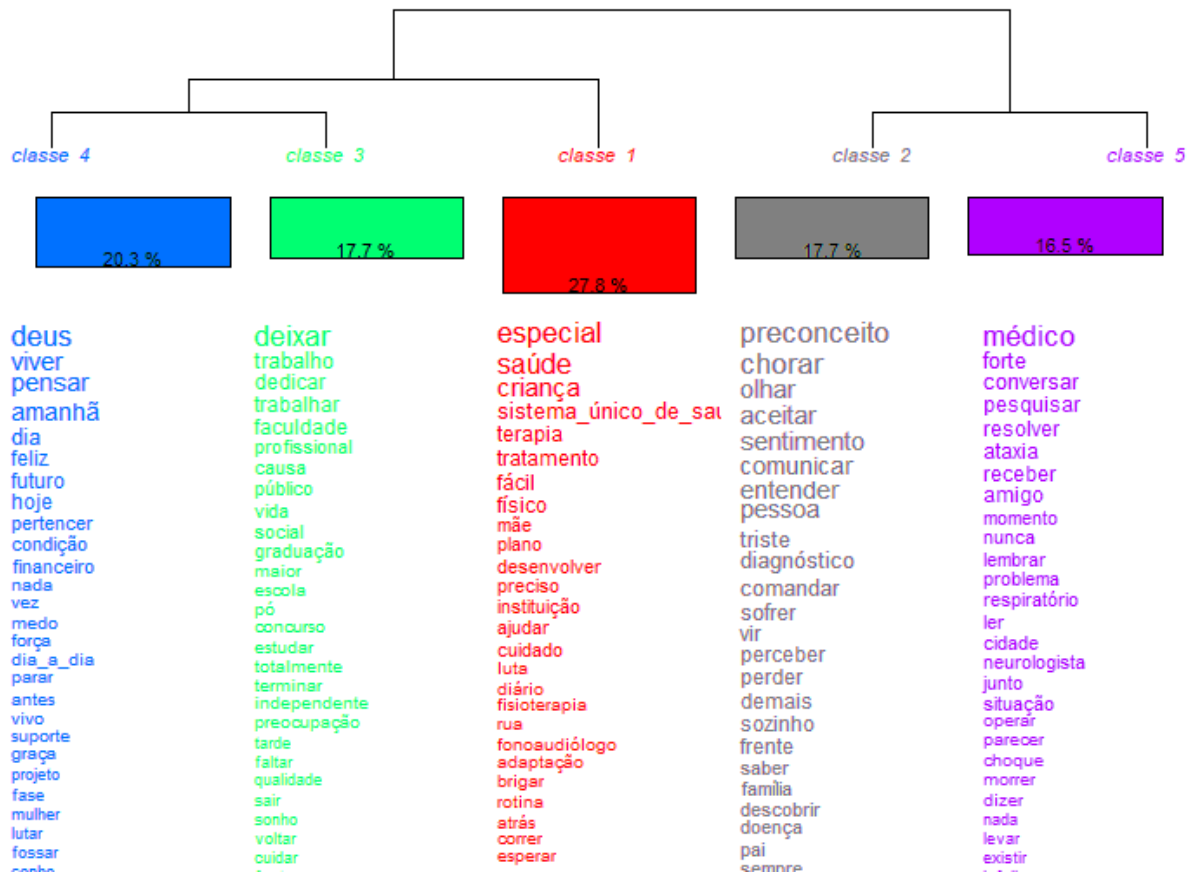 classe 4
classe 3
classe 1
classe 2
classe 5
20.3 %
17.7 %
27.8 %
17.7 %
16.5 %
deus
viver
pensar
amanhã
dia
feliz
futuro
hoje
pertencer
condição
financeiro
nada
vez
medo
força
dia_a_dia
parar
antes
vivo
suporte
graça
projeto
fase
mulher
lutar
fossar
deixar
trabalho
dedicar
trabalhar
faculdade
profissional
causa
público
vida
social
graduação
maior
escola
pó
concurso
estudar
totalmente
terminar
independente
preocupação
tarde
faltar
qualidade
sair
sonho
voltar
cuidar
especial
saúde
criança
sistema_único_de_sau
terapia
tratamento
fácil
físico
mãe
plano
desenvolver
preciso
instituição
ajudar
cuidado
luta
diário
fisioterapia
rua
fonoaudiólogo
adaptação
brigar
rotina
atrás
correr
esperar
preconceito
chorar
olhar
aceitar
sentimento
comunicar
entender
pessoa
triste
diagnóstico
comandar
sofrer
vir
perceber
perder
demais
sozinho
frente
saber
família
descobrir
doença
pai
sempre
médico
forte
conversar
pesquisar
resolver
ataxia
receber
amigo
momento
nunca
lembrar
problema
respiratório
ler
cidade
neurologista
junto
situação
operar
parecer
choque
morrer
dizer
nada
levar
existir